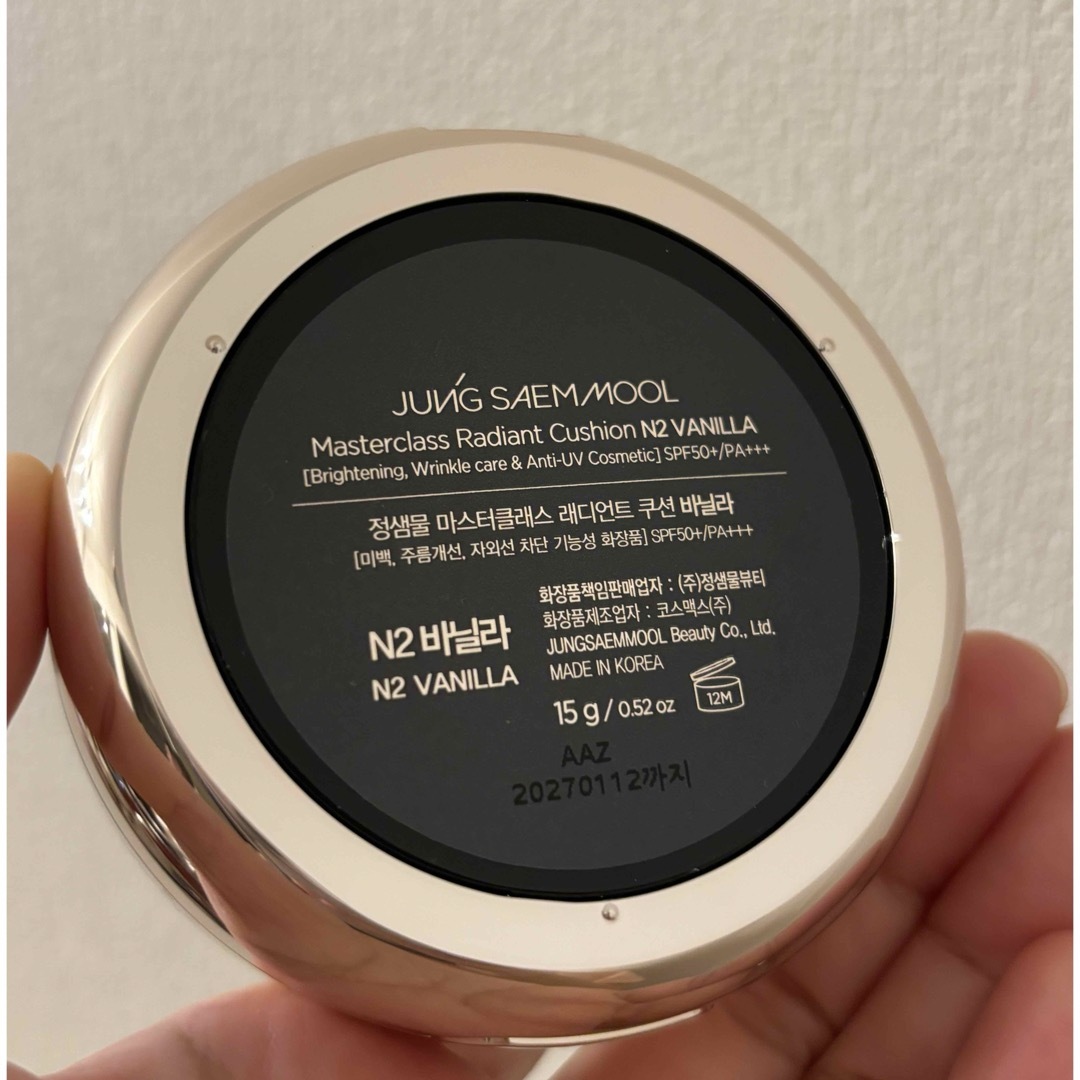 JUNG SAEM MOOL
Masterclass Radiant Cushion N2 VANILLA
[Brightening, Wrinkle care & Anti-UV Cosmetic] SPF50+/PA+++
정샘물 마스터클래스 래디언트 쿠션 바닐라
[미백, 주름개선, 자외선 차단 기능성 화장품] SPF50+/PA+++
N2 바닐라
N2 VANILLA
화장품책임판매업자 : (주)정샘물뷰티
화장품제조업자 : 코스맥스(주)
JUNGSAEMMOOL Beauty Co., Ltd.
MADE IN KOREA
15 g / 0.52 oz
12M
AAZ
20270112까지